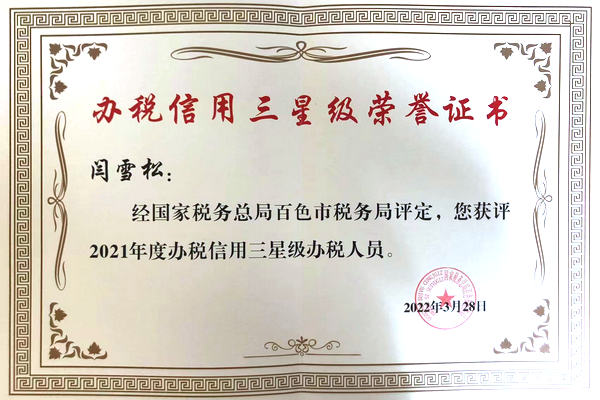 办税信用三星级荣誉证书
闫雪松：
经国家税务总局百色市税务局评定，您获评
2021年度办税信用三星级办税人员。
2022年3月28日